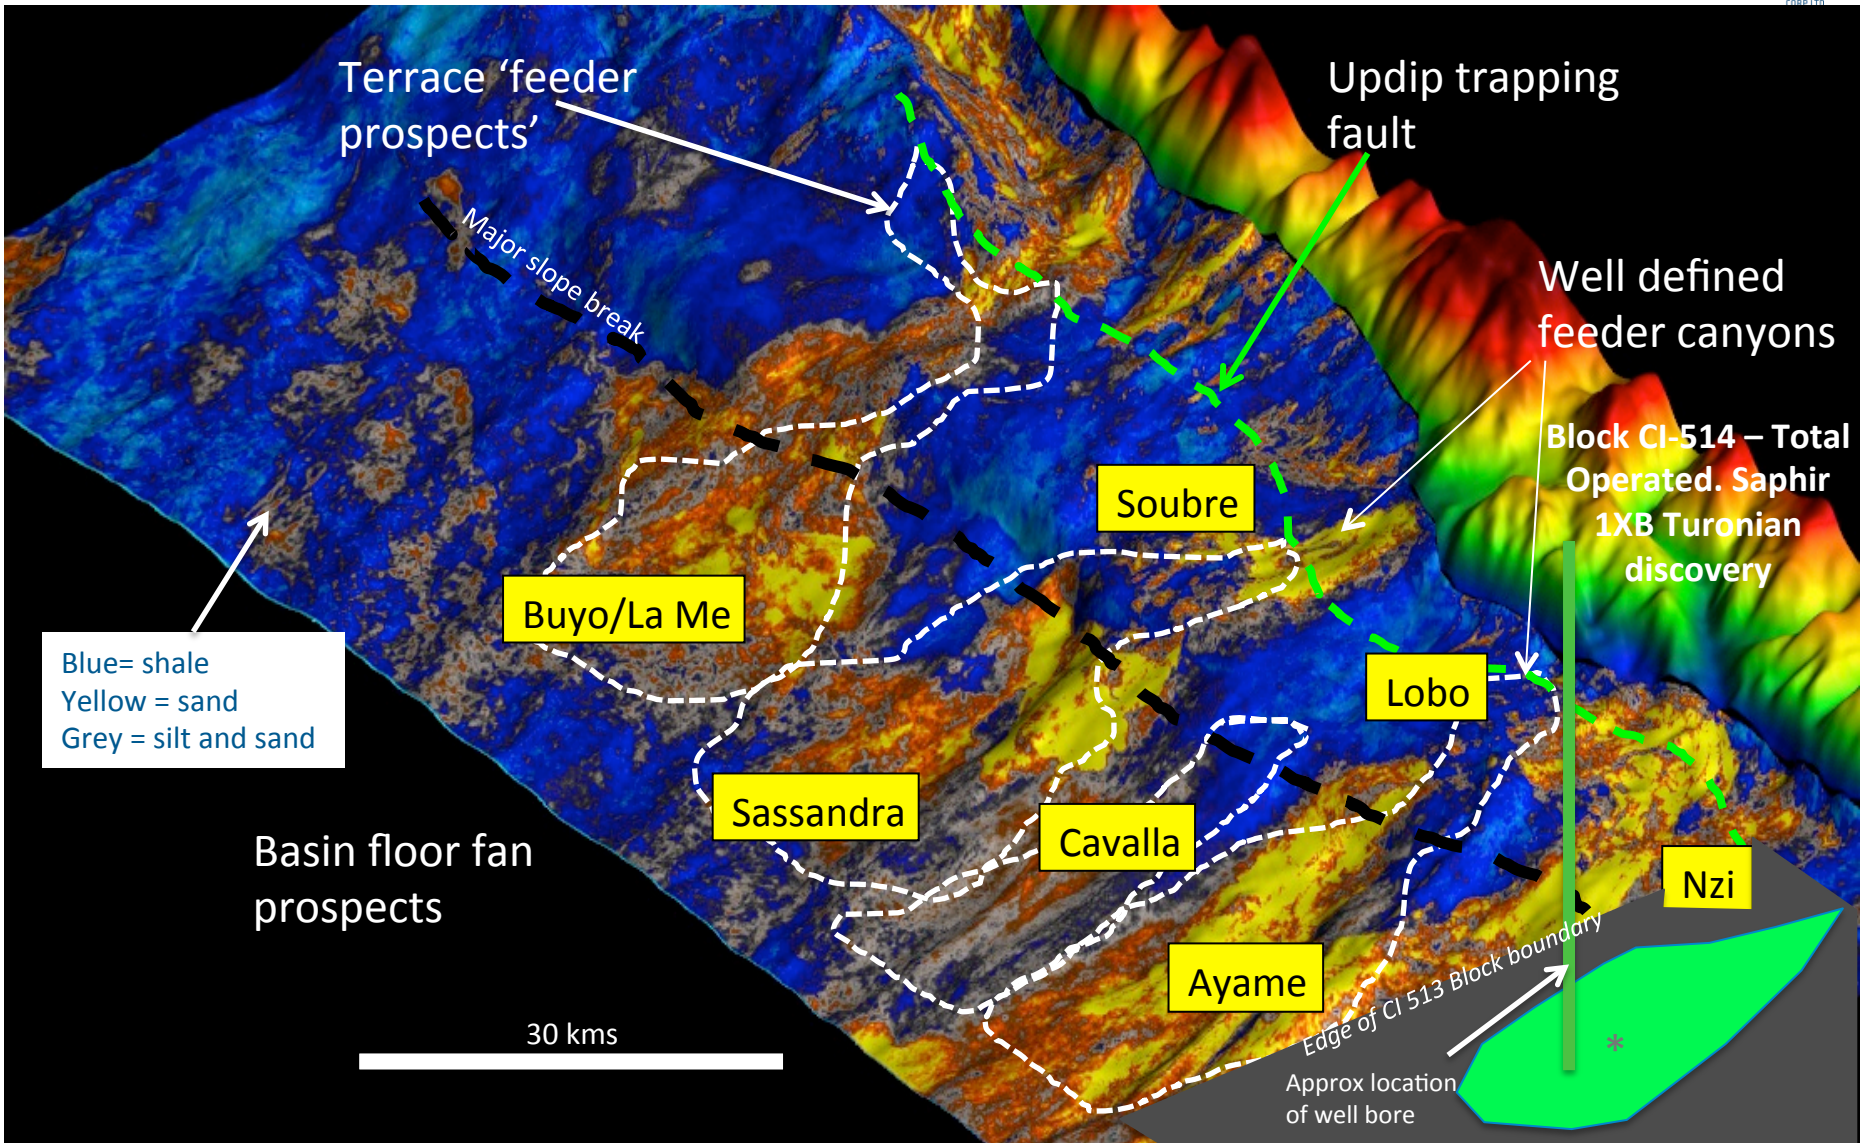 CORP LTD
Terrace ‘feeder
prospects’
Updip trapping
fault
Major slope break
Well defined
feeder canyons
Block CI-514 – Total
Operated. Saphir
1XB Turonian
discovery
Soubre
Buyo/La Me
Blue= shale
Yellow = sand
Grey = silt and sand
Lobo
Sassandra
Cavalla
Basin floor fan
prospects
Nzi
Ayame
Edge of CI 513 Block boundary
30 kms
*
Approx location
of well bore